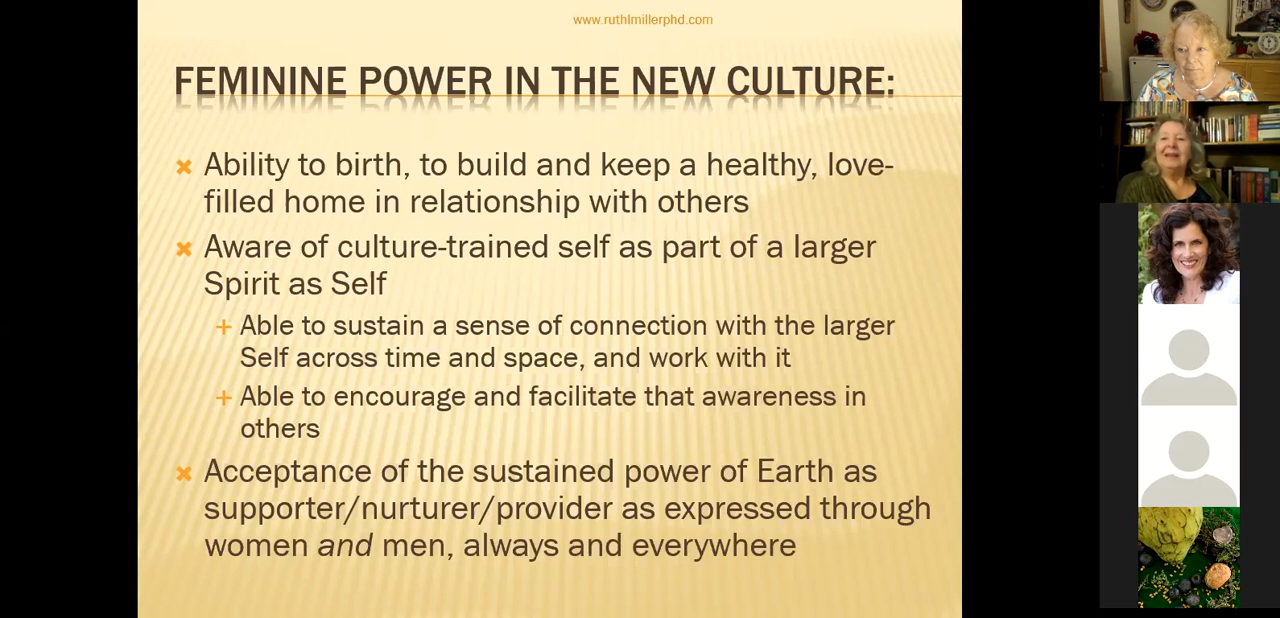 www.ruthlmillerphd.com
FEMININE POWER IN THE NEW CULTURE:
Ability to birth, to build and keep a healthy, love-
filled home in relationship with others
Aware of culture-trained self as part of a larger
Spirit as Self
Able to sustain a sense of connection with the larger
Self across time and space, and work with it
Able to encourage and facilitate that awareness in
others
Acceptance of the sustained power of Earth as
supporter/nurturer/provider as expressed through
women and men, always and everywhere